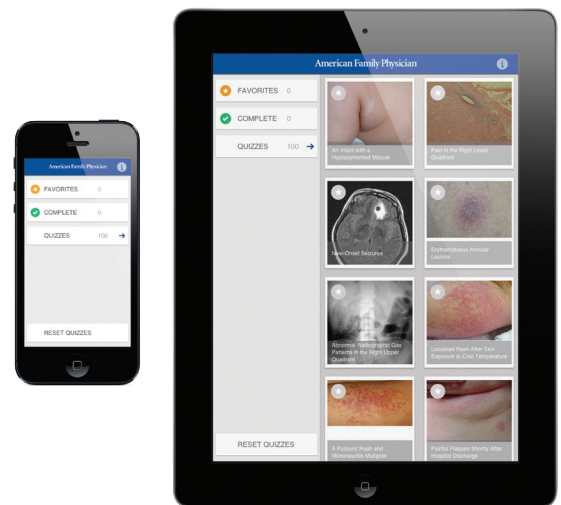 American Family Physician
FAVORITES 0
COMPLETE 0
QUIZZES 100
RESET QUIZZES
American Family Physician
FAVORITES 0
COMPLETE 0
QUIZZES 100
RESET QUIZZES
An Infant with a
Hypopigmented Macule
Pain in the Right Lower
Quadrant
New-Onset Seizures
Erythematous Annular
Lesions
Abnormal Radiographic Gas
Patterns in the Right Upper
Quadrant
Localized Rash After Skin
Exposure to Cold Temperature
A Purpuric Rash and
Mononeuritis Multiplex
Painful Plaques Shortly After
Hospital Discharge